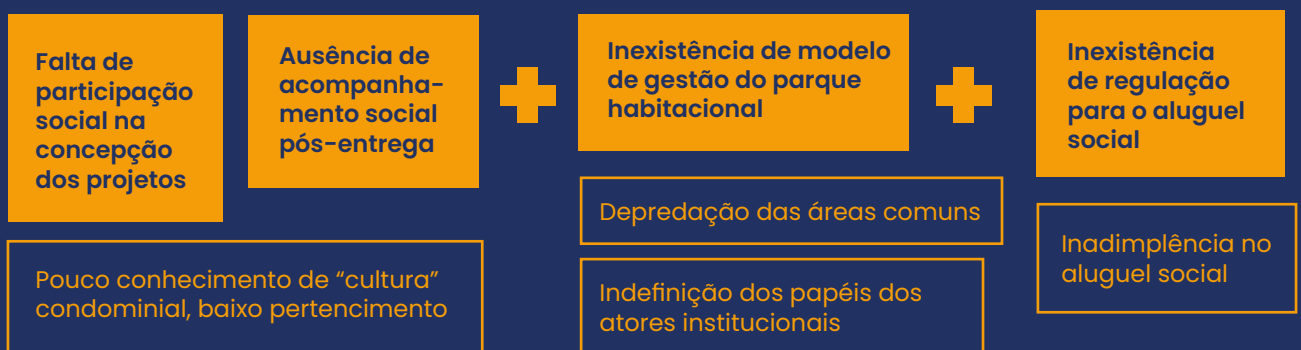 Falta de
participação
social na
concepção
dos projetos
Ausência de
acompanha-
mento social
pós-entrega
Inexistência de modelo
de gestão do parque
habitacional
Inexistência
de regulação
para o aluguel
social
Pouco conhecimento de “cultura”
condominial, baixo pertencimento
Depredação das áreas comuns
Indefinição dos papéis dos
atores institucionais
Inadimplência no
aluguel social